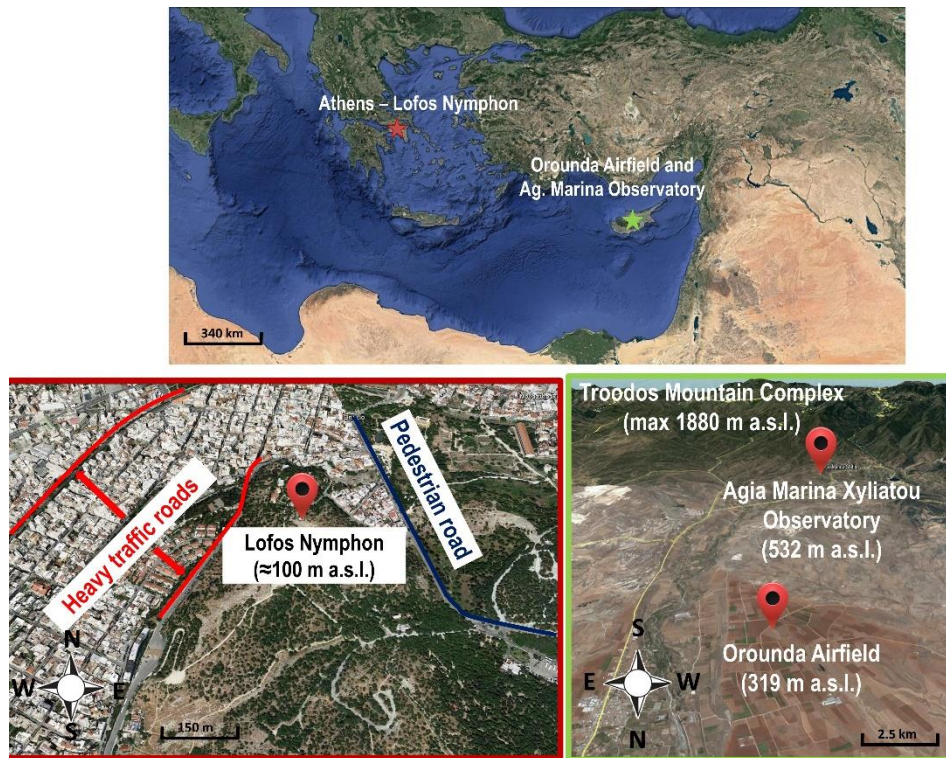 Athens – Lofos Nymphon
Orounda Airfield and
Ag. Marina Observatory
340 km
Heavy traffic roads
Lofos Nymphon
(≈100 m a.s.l.)
Pedestrian road
N
W
E
S
150 m
Troodos Mountain Complex
(max 1880 m a.s.l.)
Agia Marina Xyliatou
Observatory
(532 m a.s.l.)
Orounda Airfield
(319 m a.s.l.)
S
E
W
N
2.5 km